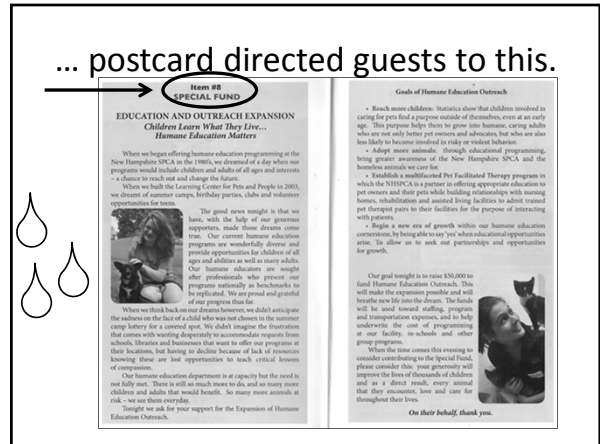 ... postcard directed guests to this.
Item #8
SPECIAL FUND
EDUCATION AND OUTREACH EXPANSION
Children Learn What They Live...
Humane Education Matters
When we began offering humane education programming at the
New Hampshire SPCA in the 1980's, we dreamed of a day when our
programs would include children and adults of all ages and interests
– a chance to reach out and change the future.
When we built the Learning Center for Pets and People in 2003,
we dreamt of summer camps, birthday parties, clubs and volunteer
opportunities for teens.
The good news tonight is that we
have, with the help of our generous
supporters, made those dreams come
true. Our current humane education
programs are wonderfully diverse and
provide opportunities for children of all
ages and abilities as well as many adults.
Our humane educators are sought
after professionals who present our
programs nationally as benchmarks to
be replicated. We are proud and grateful
of our progress thus far.
When we think back on our dreams however, we didn't anticipate
the sadness on the face of a child who was not chosen in the summer
camp lottery for a coveted spot. We didn't imagine the frustration
that comes with wanting desperately to accommodate requests from
schools, libraries and businesses that want to offer our programs at
their locations, but having to decline because of lack of resources
knowing these are lost opportunities to teach critical lessons
of compassion.
Our humane education department is at capacity but the need is
not fully met. There is still so much more to do, and so many more
children and adults that would benefit. So many more animals at
risk – we see them everyday.
Tonight we ask for your support for the Expansion of Humane
Education Outreach.
Goals of Humane Education Outreach
• Reach more children: Statistics show that children involved in
caring for pets find a purpose outside of themselves, even at an early
age. This purpose helps them to grow into humane, caring adults
who are not only better pet owners and advocates, but who are also
less likely to become involved in risky or violent behavior.
• Adopt more animals: through educational programming,
bring greater awareness of the New Hampshire SPCA and the
homeless animals we care for.
• Establish a multifaceted Pet Facilitated Therapy program in
which the NHSPCA is a partner in offering appropriate education to
pet owners and their pets while building relationships with nursing
homes, rehabilitation and assisted living facilities to admit trained
pet therapist pairs to their facilities for the purpose of interacting
with patients.
• Begin a new era of growth within our humane education
cornerstone, by being able to say 'yes' when educational opportunities
arise. To allow us to seek out partnerships and opportunities
for growth.
Our goal tonight is to raise $50,000 to
fund Humane Education Outreach. This
will make the expansion possible and will
breathe new life into the dream. The funds
will be used toward staffing, program
and transportation expenses, and to help
underwrite the cost of programming
at our facility, in-schools and other
group programs.
When the time comes this evening to
consider contributing to the Special Fund,
please consider this: your generosity will
improve the lives of thousands of children
and as a direct result, every animal
that they encounter, love and care for
throughout their lives.
On their behalf, thank you.